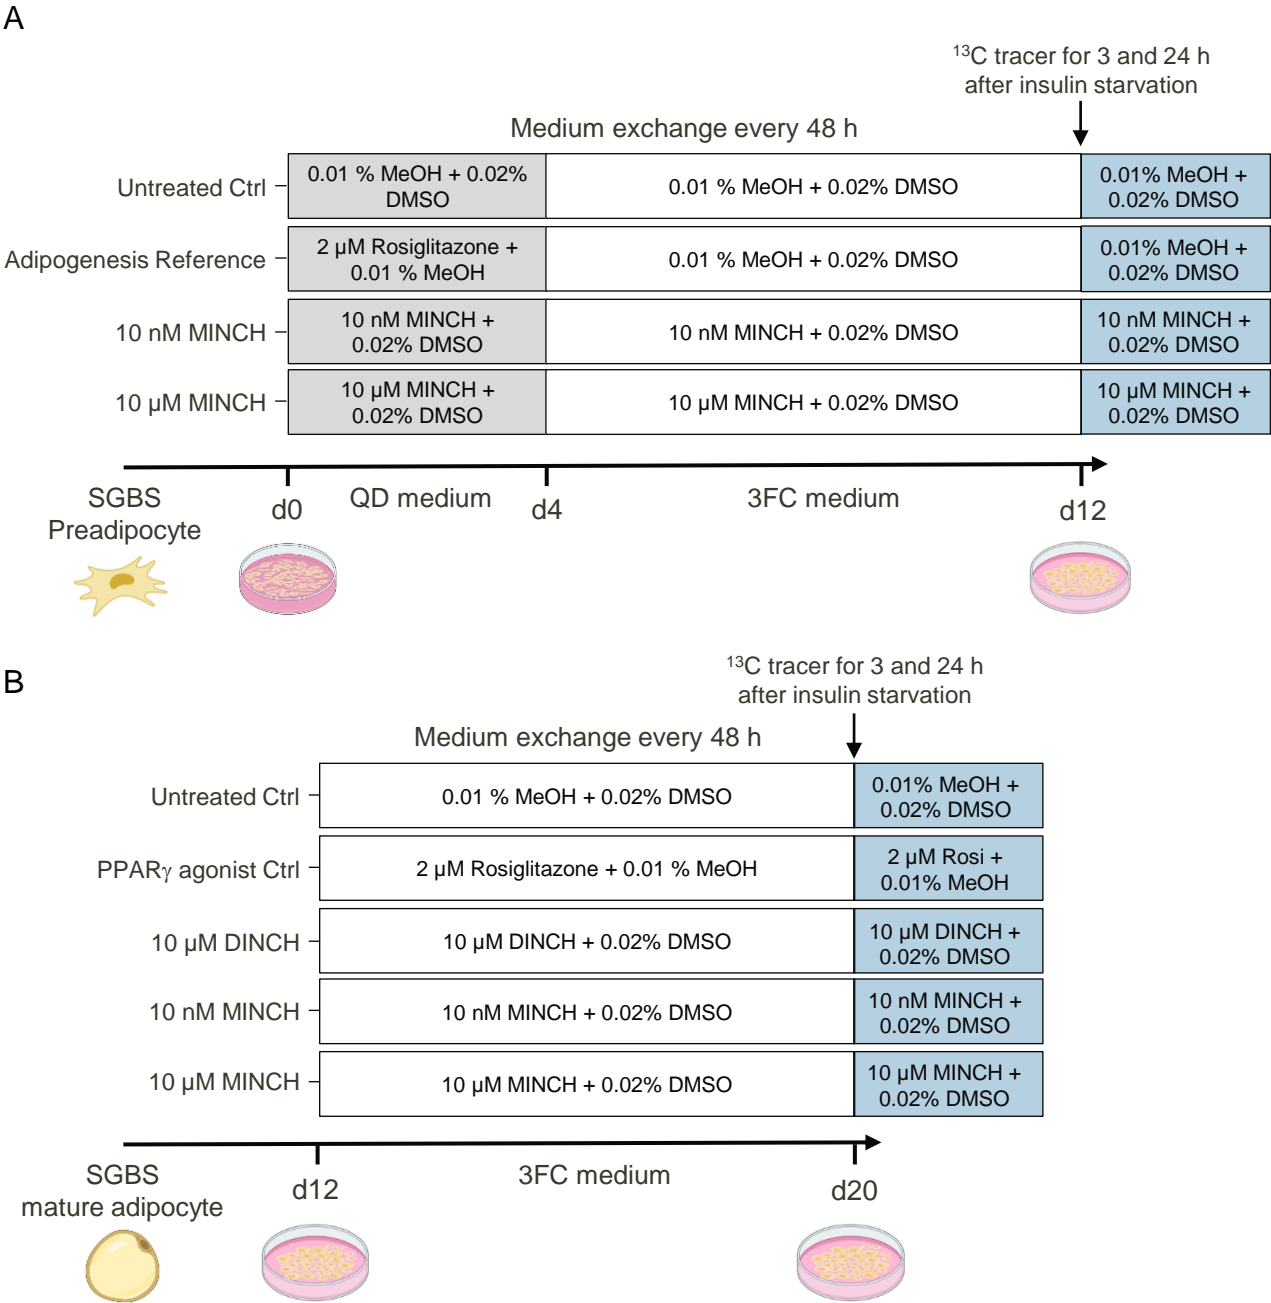 A
¹³C tracer for 3 and 24 h
after insulin starvation
Medium exchange every 48 h
Untreated Ctrl
0.01 % MeOH + 0.02%
DMSO
0.01 % MeOH + 0.02% DMSO
0.01% MeOH +
0.02% DMSO
Adipogenesis Reference
2 µM Rosiglitazone +
0.01 % MeOH
0.01 % MeOH + 0.02% DMSO
0.01% MeOH +
0.02% DMSO
10 nM MINCH
10 nM MINCH +
0.02% DMSO
10 nM MINCH + 0.02% DMSO
10 nM MINCH +
0.02% DMSO
10 µM MINCH
10 µM MINCH +
0.02% DMSO
10 µM MINCH + 0.02% DMSO
10 µM MINCH +
0.02% DMSO
SGBS
Preadipocyte
d0
QD medium
d4
3FC medium
d12
B
¹³C tracer for 3 and 24 h
after insulin starvation
Medium exchange every 48 h
Untreated Ctrl
0.01 % MeOH + 0.02% DMSO
0.01% MeOH +
0.02% DMSO
PPARγ agonist Ctrl
2 µM Rosiglitazone + 0.01 % MeOH
2 µM Rosi +
0.01% MeOH
10 µM DINCH
10 µM DINCH + 0.02% DMSO
10 µM DINCH +
0.02% DMSO
10 nM MINCH
10 nM MINCH + 0.02% DMSO
10 nM MINCH +
0.02% DMSO
10 µM MINCH
10 µM MINCH + 0.02% DMSO
10 µM MINCH +
0.02% DMSO
SGBS
mature adipocyte
d12
3FC medium
d20